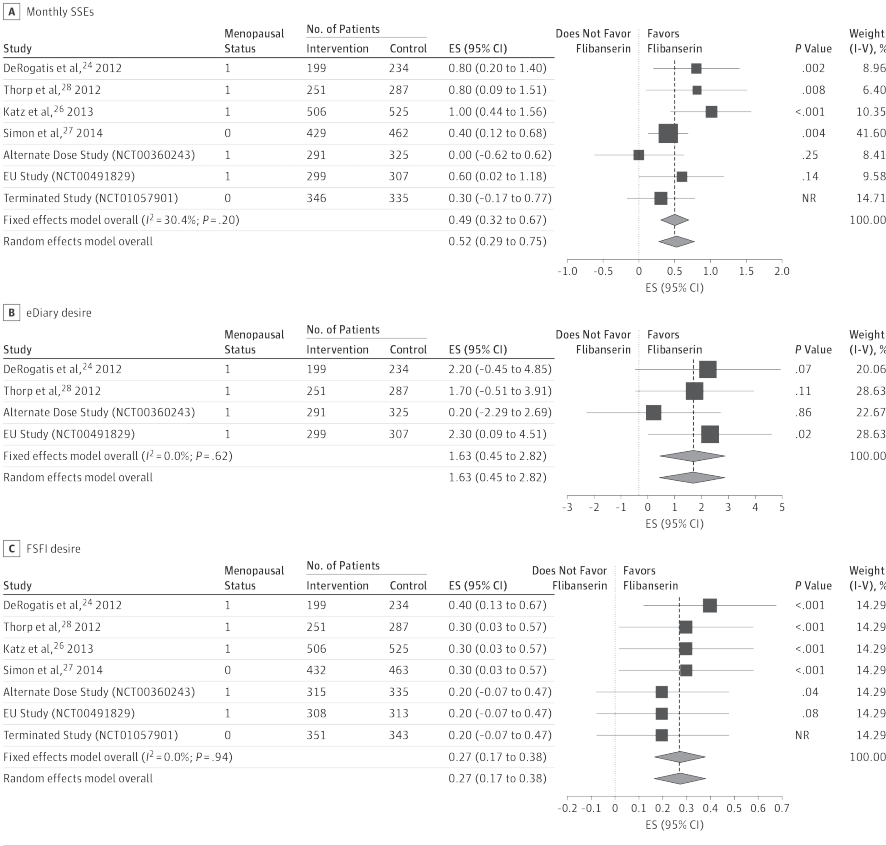 A Monthly SSEs
Menopausal No. of Patients Does Not Favor Favors Weight
Study Status Intervention Control ES (95% CI) Flibanserin Flibanserin P Value (I-V), %
DeRogatis et al,24 2012 1 199 234 0.80 (0.20 to 1.40) .002 8.96
Thorp et al,28 2012 1 251 287 0.80 (0.09 to 1.51) .008 6.40
Katz et al,26 2013 1 506 525 1.00 (0.44 to 1.56) <.001 10.35
Simon et al,27 2014 0 429 462 0.40 (0.12 to 0.68) .004 41.60
Alternate Dose Study (NCT00360243) 1 291 325 0.00 (−0.62 to 0.62) .25 8.41
EU Study (NCT00491829) 1 299 307 0.60 (0.02 to 1.18) .14 9.58
Terminated Study (NCT01057901) 0 346 335 0.30 (−0.17 to 0.77) NR 14.71
Fixed effects model overall (I2 = 30.4%; P = .20) 0.49 (0.32 to 0.67) 100.00
Random effects model overall 0.52 (0.29 to 0.75)
-1.0 -0.5 0 0.5 1.0 1.5 2.0
ES (95% CI)
B eDiary desire
Menopausal No. of Patients Does Not Favor Favors Weight
Study Status Intervention Control ES (95% CI) Flibanserin Flibanserin P Value (I-V), %
DeRogatis et al,24 2012 1 199 234 2.20 (−0.45 to 4.85) .07 20.06
Thorp et al,28 2012 1 251 287 1.70 (−0.51 to 3.91) .11 28.63
Alternate Dose Study (NCT00360243) 1 291 325 0.20 (−2.29 to 2.69) .86 22.67
EU Study (NCT00491829) 1 299 307 2.30 (0.09 to 4.51) .02 28.63
Fixed effects model overall (I2 = 0.0%; P = .62) 1.63 (0.45 to 2.82) 100.00
Random effects model overall 1.63 (0.45 to 2.82)
-3 -2 -1 0 1 2 3 4 5
ES (95% CI)
C FSFI desire
Menopausal No. of Patients Does Not Favor Favors Weight
Study Status Intervention Control ES (95% CI) Flibanserin Flibanserin P Value (I-V), %
DeRogatis et al,24 2012 1 199 234 0.40 (0.13 to 0.67) <.001 14.29
Thorp et al,28 2012 1 251 287 0.30 (0.03 to 0.57) <.001 14.29
Katz et al,26 2013 1 506 525 0.30 (0.03 to 0.57) <.001 14.29
Simon et al,27 2014 0 432 463 0.30 (0.03 to 0.57) <.001 14.29
Alternate Dose Study (NCT00360243) 1 315 335 0.20 (−0.07 to 0.47) .04 14.29
EU Study (NCT00491829) 1 308 313 0.20 (−0.07 to 0.47) .08 14.29
Terminated Study (NCT01057901) 0 351 343 0.20 (−0.07 to 0.47) NR 14.29
Fixed effects model overall (I2 = 0.0%; P = .94) 0.27 (0.17 to 0.38) 100.00
Random effects model overall 0.27 (0.17 to 0.38)
-0.2 -0.1 0 0.1 0.2 0.3 0.4 0.5 0.6 0.7
ES (95% CI)